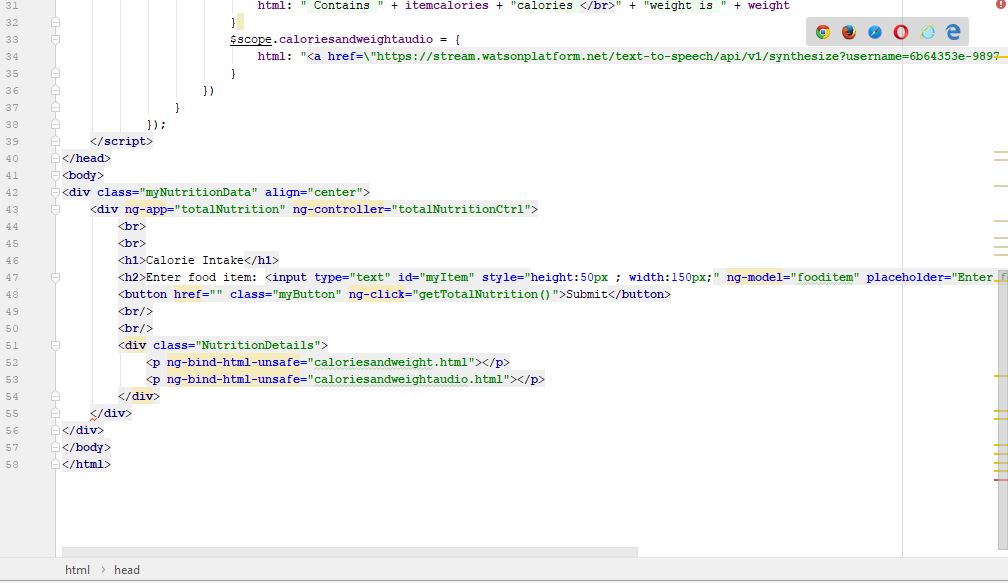 31 html: " Contains " + itemcalories + "calories </br>" + "weight is " + weight
32 }
33 $scope.caloriesandweightaudio = {
34 html: "<a href=\"https://stream.watsonplatform.net/text-to-speech/api/v1/synthesize?username=6b64353e-9897
35 }
36 })
37 }
38 });
39 </script>
40 </head>
41 <body>
42 <div class="myNutritionData" align="center">
43 <div ng-app="totalNutrition" ng-controller="totalNutritionCtrl">
44 <br>
45 <br>
46 <h1>Calorie Intake</h1>
47 <h2>Enter food item: <input type="text" id="myItem" style="height:50px ; width:150px;" ng-model="fooditem" placeholder="Enter
48 <button href="" class="myButton" ng-click="getTotalNutrition()">Submit</button>
49 <br/>
50 <br/>
51 <div class="NutritionDetails">
52 <p ng-bind-html-unsafe="caloriesandweight.html"></p>
53 <p ng-bind-html-unsafe="caloriesandweightaudio.html"></p>
54 </div>
55 </div>
56 </div>
57 </body>
58 </html>
html › head